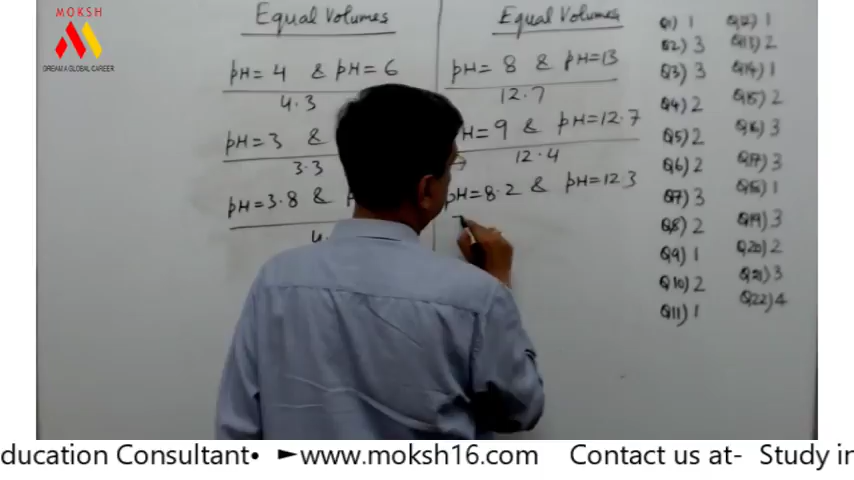 MOKSH
DREAM A GLOBAL CAREER
Equal Volumes
pH = 4 & pH = 6
4.3
pH = 3 &
3.3
pH = 3.8 &
4.
Equal Volumes
pH = 8 & pH = 13
12.7
H = 9 & pH = 12.7
12.4
pH = 8.2 & pH = 12.3
Q1) 1
Q2) 3
Q3) 3
Q4) 2
Q5) 2
Q6) 2
Q7) 3
Q8) 2
Q9) 1
Q10) 2
Q11) 1
Q12) 1
Q13) 2
Q14) 1
Q15) 2
Q16) 3
Q17) 3
Q18) 1
Q19) 3
Q20) 2
Q21) 3
Q22) 4
ducation Consultant• ►www.moksh16.com Contact us at- Study in